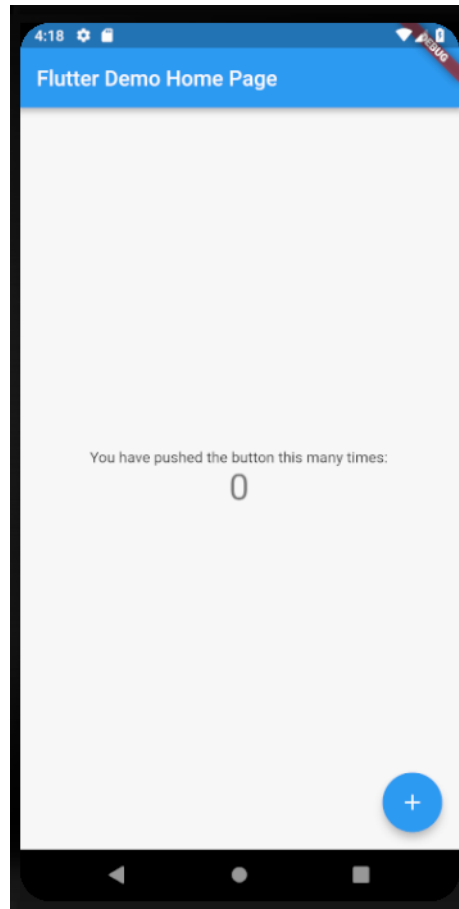 4:18
DEBUG
Flutter Demo Home Page
You have pushed the button this many times:
0
+